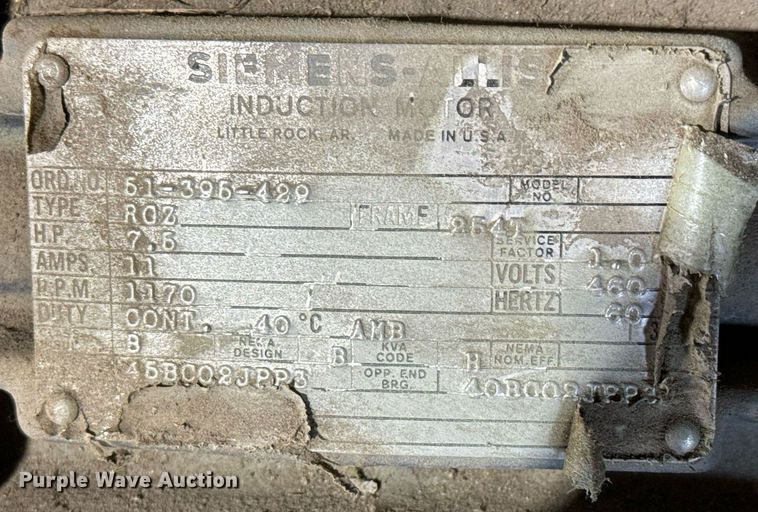 SIEMENS-ALLIS
INDUCTION MOTOR
LITTLE ROCK, AR. MADE IN U.S.A
ORD.NO. 51-396-429 MODEL NO.
TYPE RGZ FRAME 254T
H.P. 7.5 SERVICE FACTOR 1.0
AMPS. 11 VOLTS 460
R.P.M. 1170 HERTZ 60
DUTY CONT. 40°C AMB 3
B NEMA DESIGN B KVA CODE H NEMA NOM. EFF
45BC02JPP3 OPP. END BRG. 40BC02JPP3
Purple Wave Auction